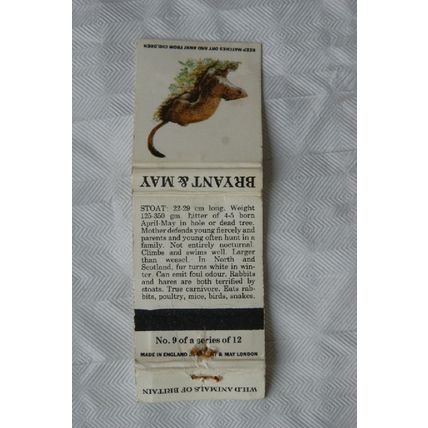 KEEP MATCHES DRY AND AWAY FROM CHILDREN
BRYANT & MAY
STOAT: 22-29 cm long. Weight
125-350 gm. litter of 4-5 born
April-May in hole or dead tree.
Mother defends young fiercely and
parents and young often hunt in a
family. Not entirely nocturnal.
Climbs and swims well. Larger
than weasel. In North and
Scotland, fur turns white in win-
ter. Can emit foul odour. Rabbits
and hares are both terrified by
stoats. True carnivore. Eats rab-
bits, poultry, mice, birds, snakes.
No. 9 of a series of 12
MADE IN ENGLAND & MAY LONDON
WILD ANIMALS OF BRITAIN